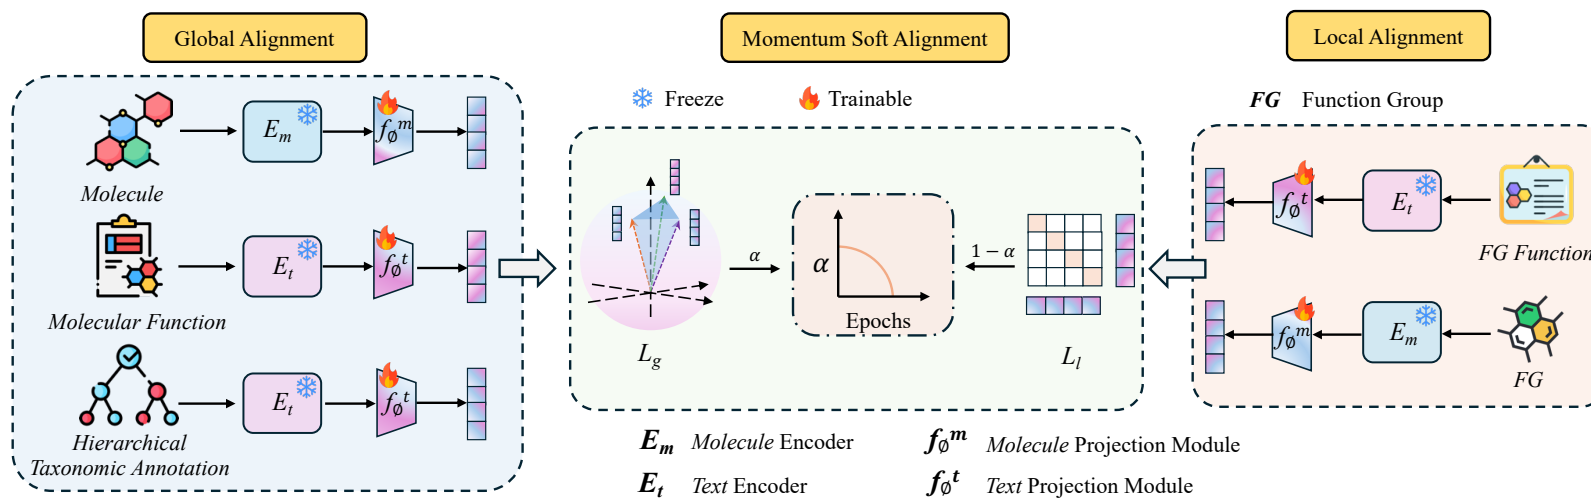 Global Alignment
Momentum Soft Alignment
Local Alignment
Freeze
Trainable
FG Function Group
Molecule
E_m
f_ø^m
Molecular Function
E_t
f_ø^t
Hierarchical
Taxonomic Annotation
E_t
f_ø^t
L_g
α
α
Epochs
1 − α
L_l
f_ø^t
E_t
FG Function
f_ø^m
E_m
FG
E_m Molecule Encoder
f_ø^m Molecule Projection Module
E_t Text Encoder
f_ø^t Text Projection Module